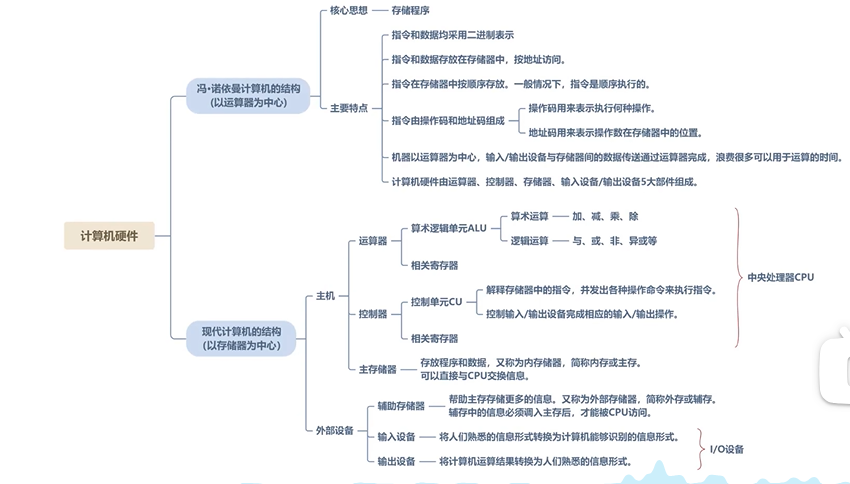 核心思想
存储程序
指令和数据均采用二进制表示
指令和数据存放在存储器中，按地址访问。
冯·诺依曼计算机的结构
（以运算器为中心）
指令在存储器中按顺序存放。一般情况下，指令是顺序执行的。
主要特点
操作码用来表示执行何种操作。
指令由操作码和地址码组成
地址码用来表示操作数在存储器中的位置。
机器以运算器为中心，输入/输出设备与存储器间的数据传送通过运算器完成，浪费很多可以用于运算的时间。
计算机硬件由运算器、控制器、存储器、输入设备/输出设备5大部件组成。
计算机硬件
算术运算
加、减、乘、除
算术逻辑单元ALU
运算器
逻辑运算
与、或、非、异或等
相关寄存器
中央处理器CPU
主机
解释存储器中的指令，并发出各种操作命令来执行指令。
控制单元CU
控制器
控制输入/输出设备完成相应的输入/输出操作。
现代计算机的结构
（以存储器为中心）
相关寄存器
主存储器
存放程序和数据，又称为内存储器，简称内存或主存。
可以直接与CPU交换信息。
辅助存储器
帮助主存存储更多的信息。又称为外部存储器，简称外存或辅存。
辅存中的信息必须调入主存后，才能被CPU访问。
外部设备
输入设备
将人们熟悉的信息形式转换为计算机能够识别的信息形式。
I/O设备
输出设备
将计算机运算结果转换为人们熟悉的信息形式。